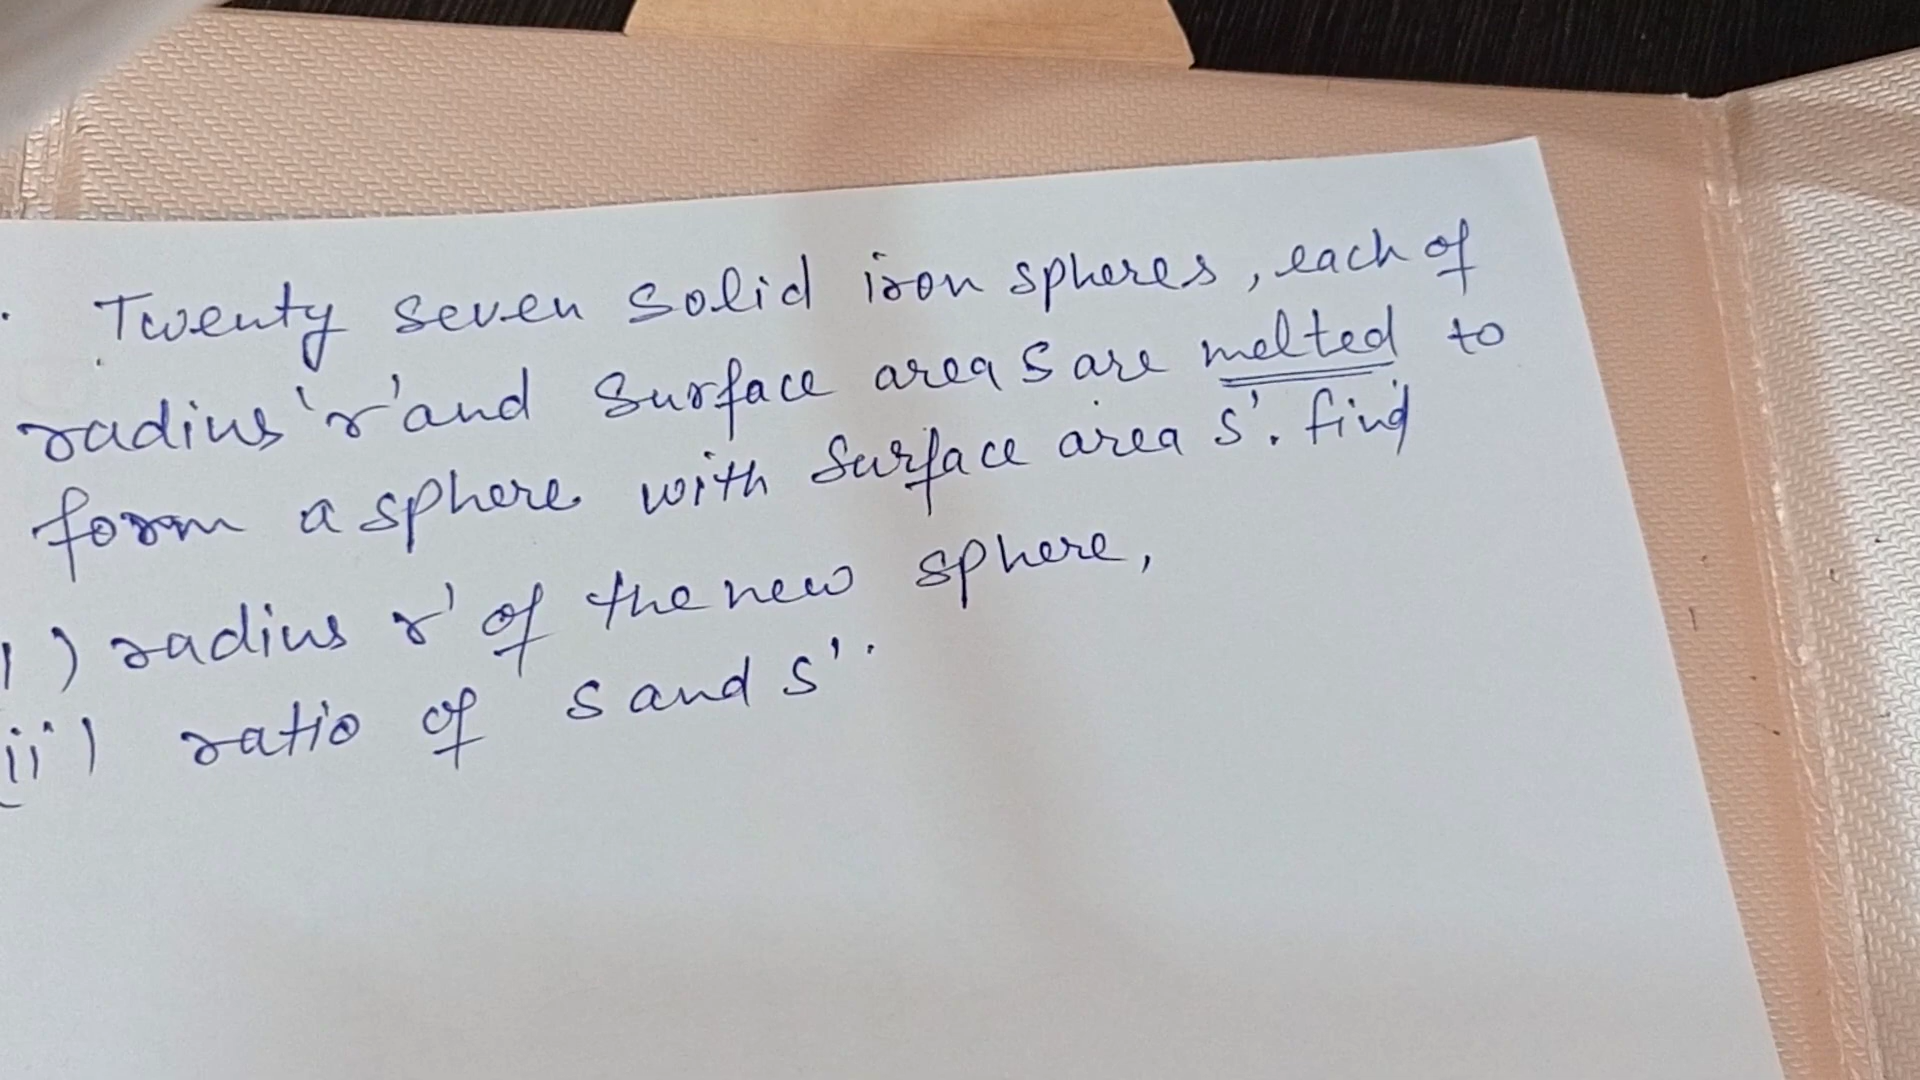 Twenty seven solid iron spheres, each of
radius 'r' and surface area S are melted to
form a sphere with surface area S'. find
i) radius r' of the new sphere,
(ii) ratio of S and S'.